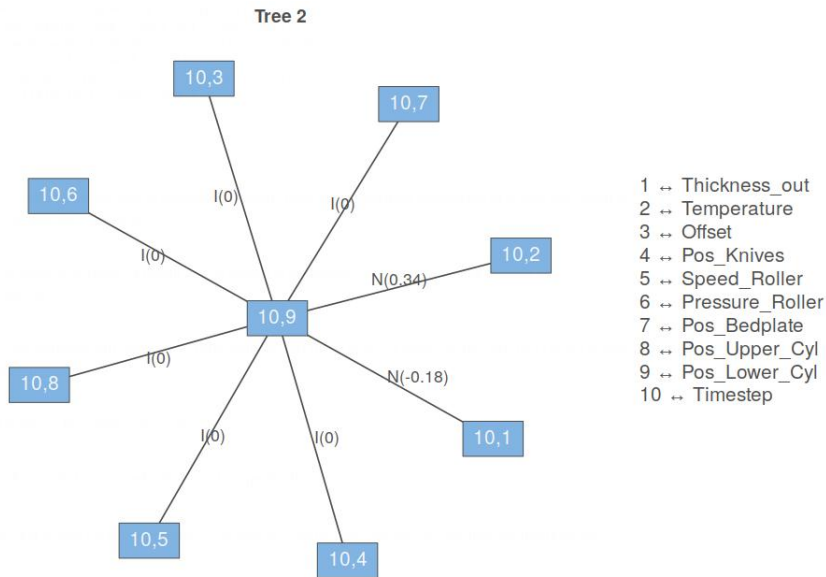 Tree 2
10,3
10,7
10,6
I(0)
I(0)
10,2
I(0)
N(0.34)
10,9
I(0)
N(-0.18)
10,8
10,1
I(0)
I(0)
10,5
10,4
1 ↔ Thickness_out
2 ↔ Temperature
3 ↔ Offset
4 ↔ Pos_Knives
5 ↔ Speed_Roller
6 ↔ Pressure_Roller
7 ↔ Pos_Bedplate
8 ↔ Pos_Upper_Cyl
9 ↔ Pos_Lower_Cyl
10 ↔ Timestep